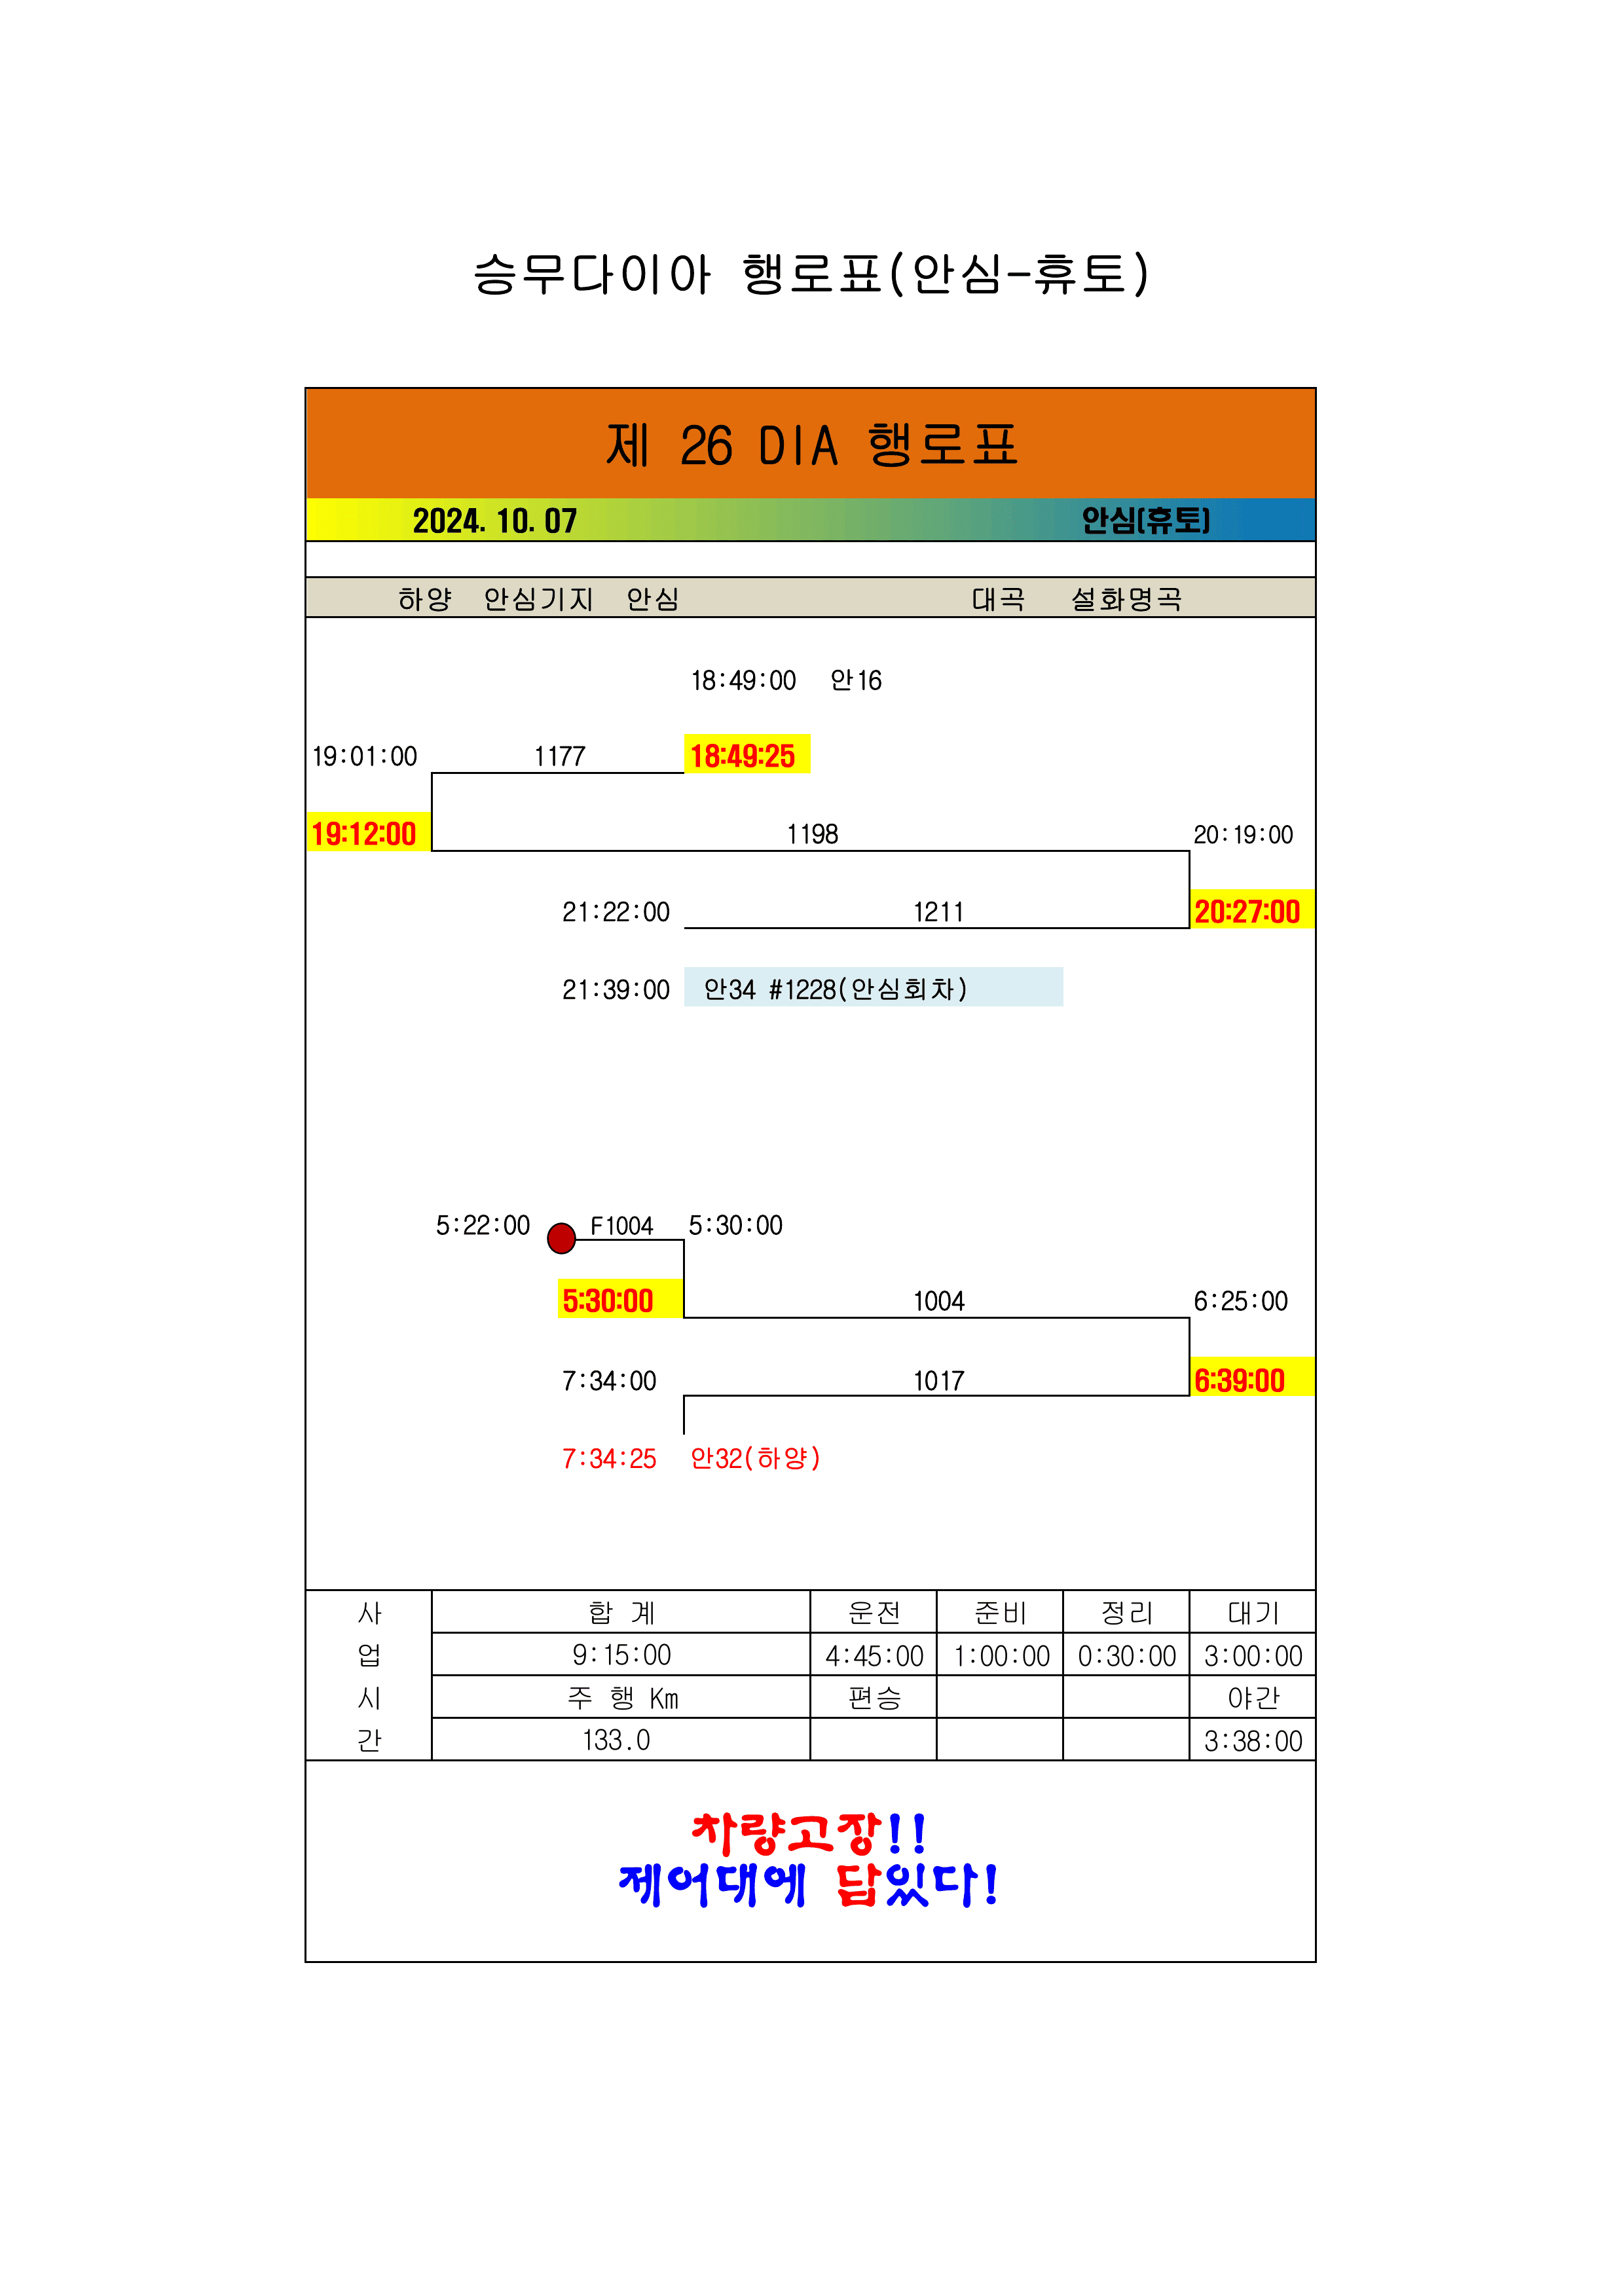 승무다이아 행로표(안심-휴토)
제 26 DIA 행로표
2024. 10. 07 안심(휴토)
하양 안심기지 안심 대곡 설화명곡
18:49:00 안16
19:01:00 1177 18:49:25
19:12:00 1198 20:19:00
21:22:00 1211 20:27:00
21:39:00 안34 #1228(안심회차)
5:22:00 F1004 5:30:00
5:30:00 1004 6:25:00
7:34:00 1017 6:39:00
7:34:25 안32(하양)
사 합 계 운전 준비 정리 대기
업 9:15:00 4:45:00 1:00:00 0:30:00 3:00:00
시 주 행 Km 편승 야간
간 133.0 3:38:00
차량고장!!
제어대에 답있다!